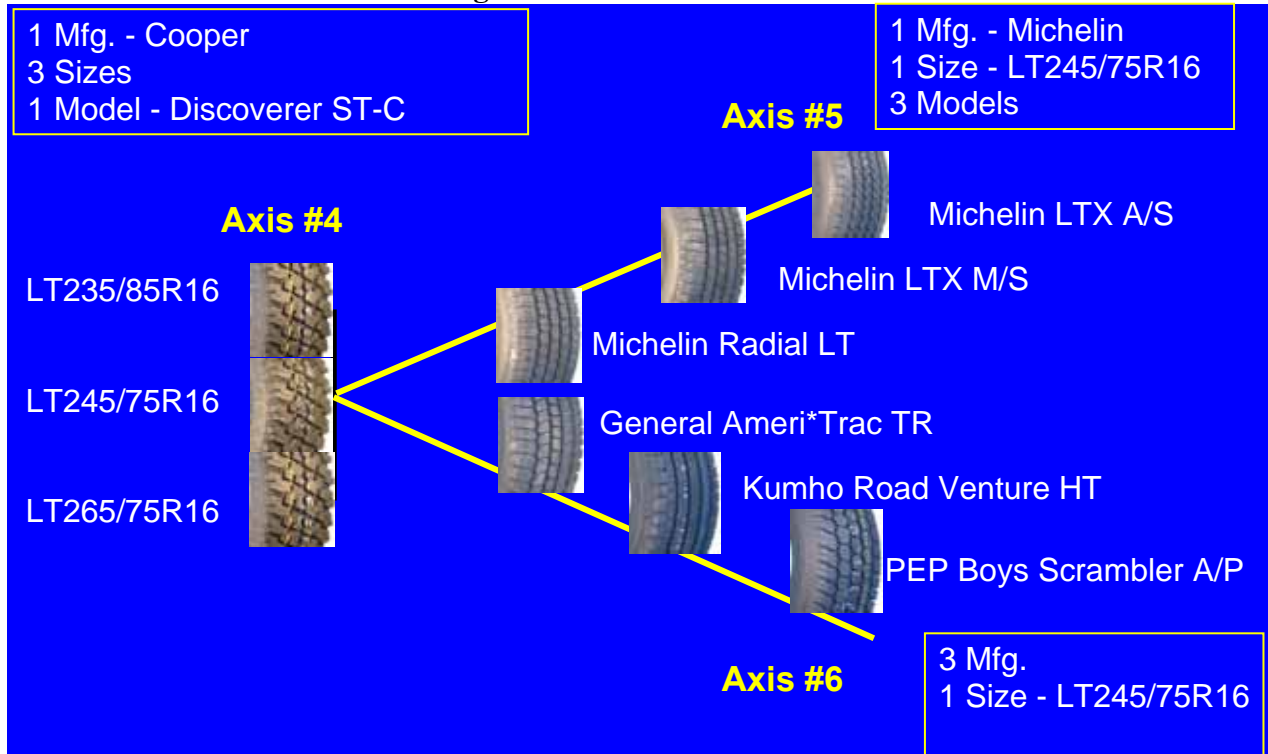 1 Mfg. - Cooper
3 Sizes
1 Model - Discoverer ST-C
1 Mfg. - Michelin
1 Size - LT245/75R16
3 Models
Axis #5
Michelin LTX A/S
Axis #4
Michelin LTX M/S
LT235/85R16
Michelin Radial LT
LT245/75R16
General Ameri*Trac TR
Kumho Road Venture HT
LT265/75R16
PEP Boys Scrambler A/P
Axis #6
3 Mfg.
1 Size - LT245/75R16